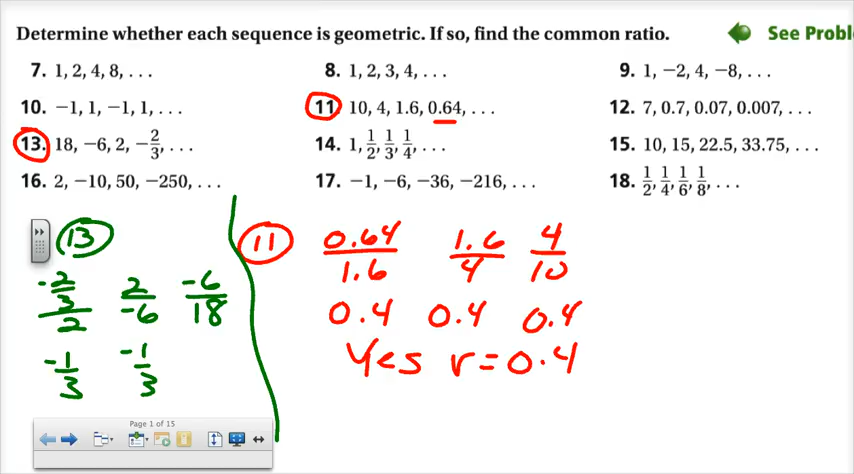 Determine whether each sequence is geometric. If so, find the common ratio. See Probl
7. 1, 2, 4, 8, . . . 8. 1, 2, 3, 4, . . . 9. 1, −2, 4, −8, . . .
10. −1, 1, −1, 1, . . . 11 10, 4, 1.6, 0.64, . . . 12. 7, 0.7, 0.07, 0.007, . . .
13. 18, −6, 2, −2/3, . . . 14. 1, 1/2, 1/3, 1/4, . . . 15. 10, 15, 22.5, 33.75, . . .
16. 2, −10, 50, −250, . . . 17. −1, −6, −36, −216, . . . 18. 1/2, 1/4, 1/6, 1/8, . . .
13
-2/3/2 2/-6 -6/18
-1/3 -1/3
11 0.64/1.6 1.6/4 4/10
0.4 0.4 0.4
Yes r=0.4
Page 1 of 15